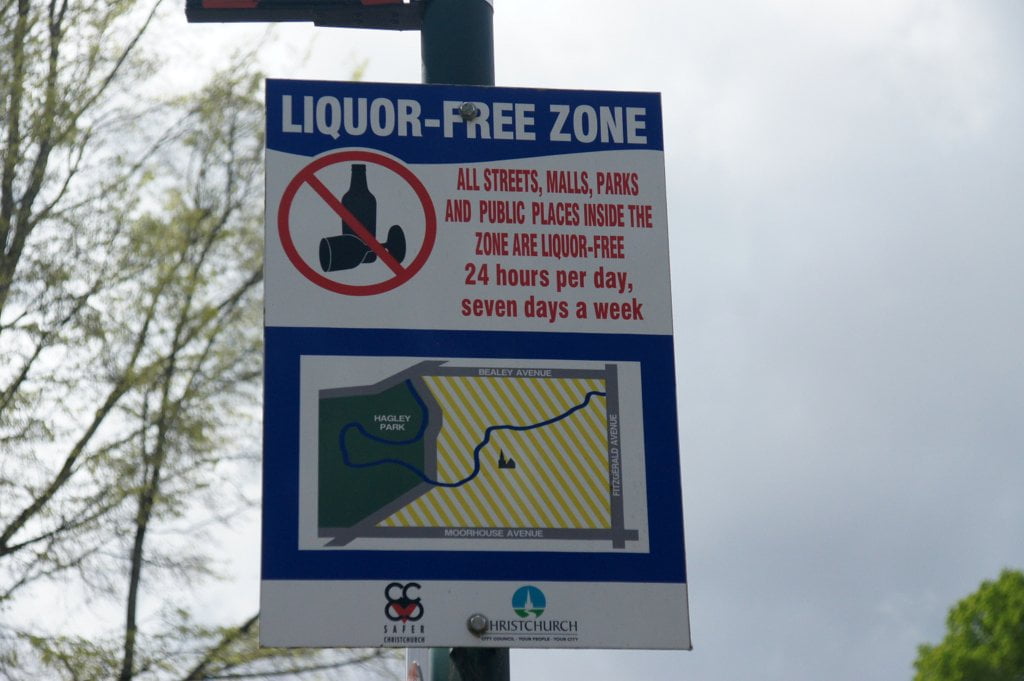 LIQUOR-FREE ZONE
ALL STREETS, MALLS, PARKS
AND PUBLIC PLACES INSIDE THE
ZONE ARE LIQUOR-FREE
24 hours per day,
seven days a week
BEALEY AVENUE
HAGLEY
PARK
FITZGERALD AVENUE
MOORHOUSE AVENUE
SAFER
CHRISTCHURCH
HRISTCHURCH
CITY COUNCIL · YOUR PEOPLE · YOUR CITY